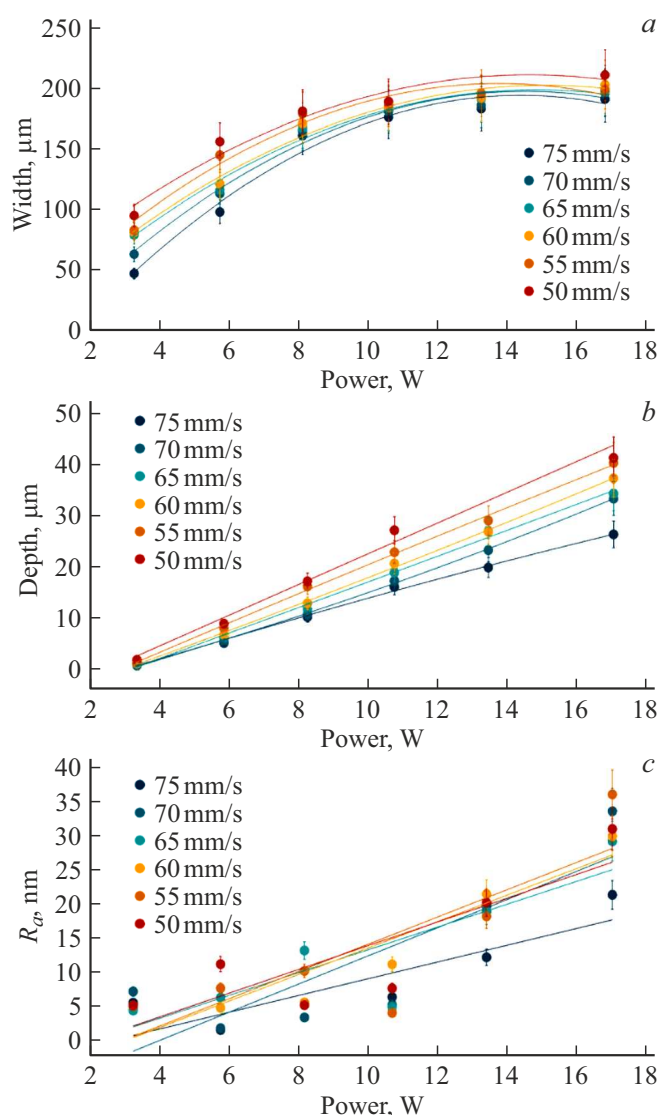 a
250
200
150
100
50
0
Width, μm
75 mm/s
70 mm/s
65 mm/s
60 mm/s
55 mm/s
50 mm/s
2 4 6 8 10 12 14 16 18
Power, W
b
50
40
30
20
10
0
Depth, μm
75 mm/s
70 mm/s
65 mm/s
60 mm/s
55 mm/s
50 mm/s
2 4 6 8 10 12 14 16 18
Power, W
c
40
35
30
25
20
15
10
5
0
Ra, nm
75 mm/s
70 mm/s
65 mm/s
60 mm/s
55 mm/s
50 mm/s
2 4 6 8 10 12 14 16 18
Power, W